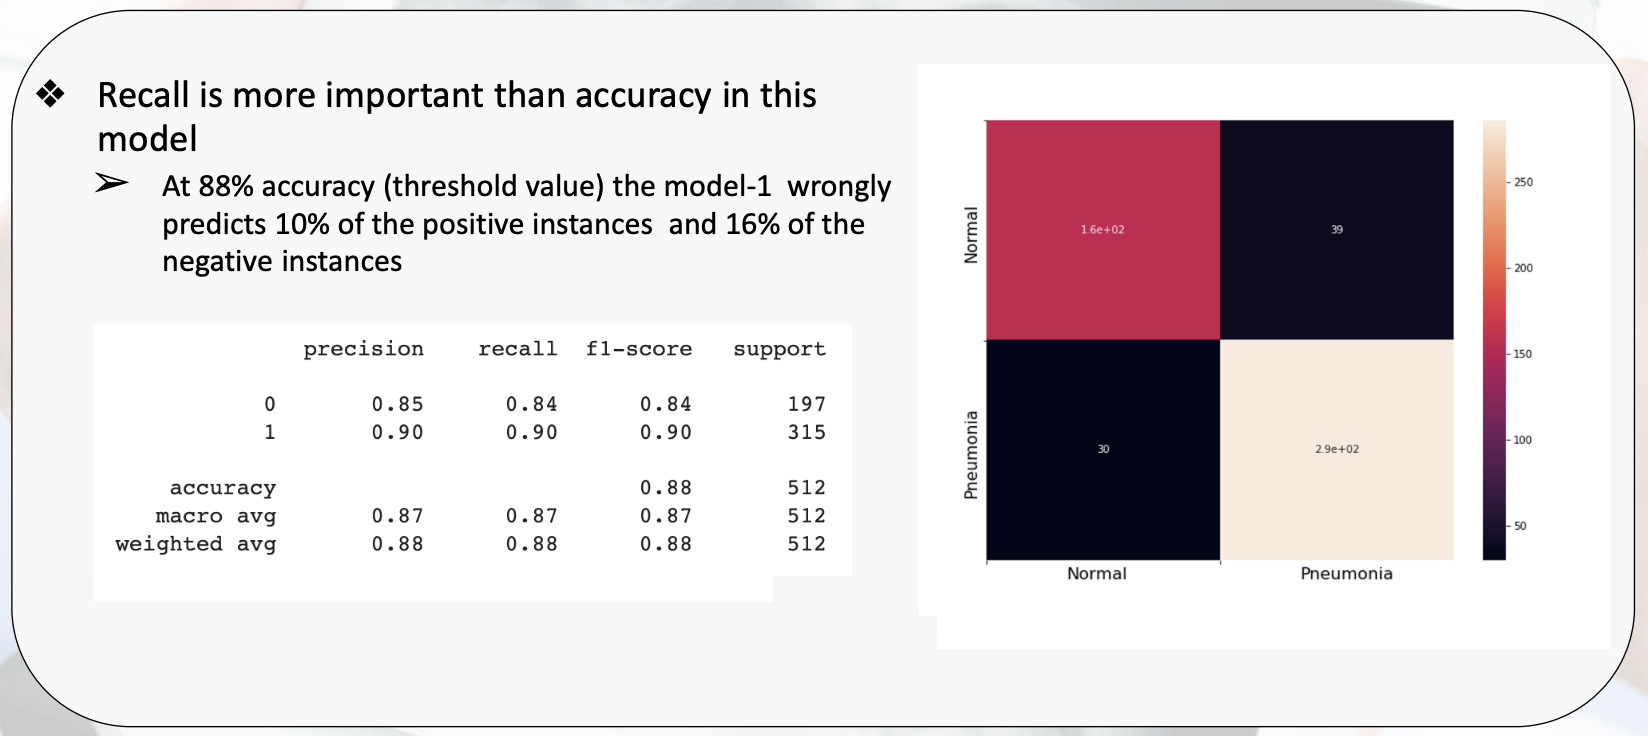 ❖ Recall is more important than accuracy in this
model
➢ At 88% accuracy (threshold value) the model-1  wrongly
predicts 10% of the positive instances  and 16% of the
negative instances
precision recall f1-score support
0 0.85 0.84 0.84 197
1 0.90 0.90 0.90 315
accuracy 0.88 512
macro avg 0.87 0.87 0.87 512
weighted avg 0.88 0.88 0.88 512
Normal
1.6e+02 39
Pneumonia
30 2.9e+02
Normal Pneumonia
250
200
150
100
50